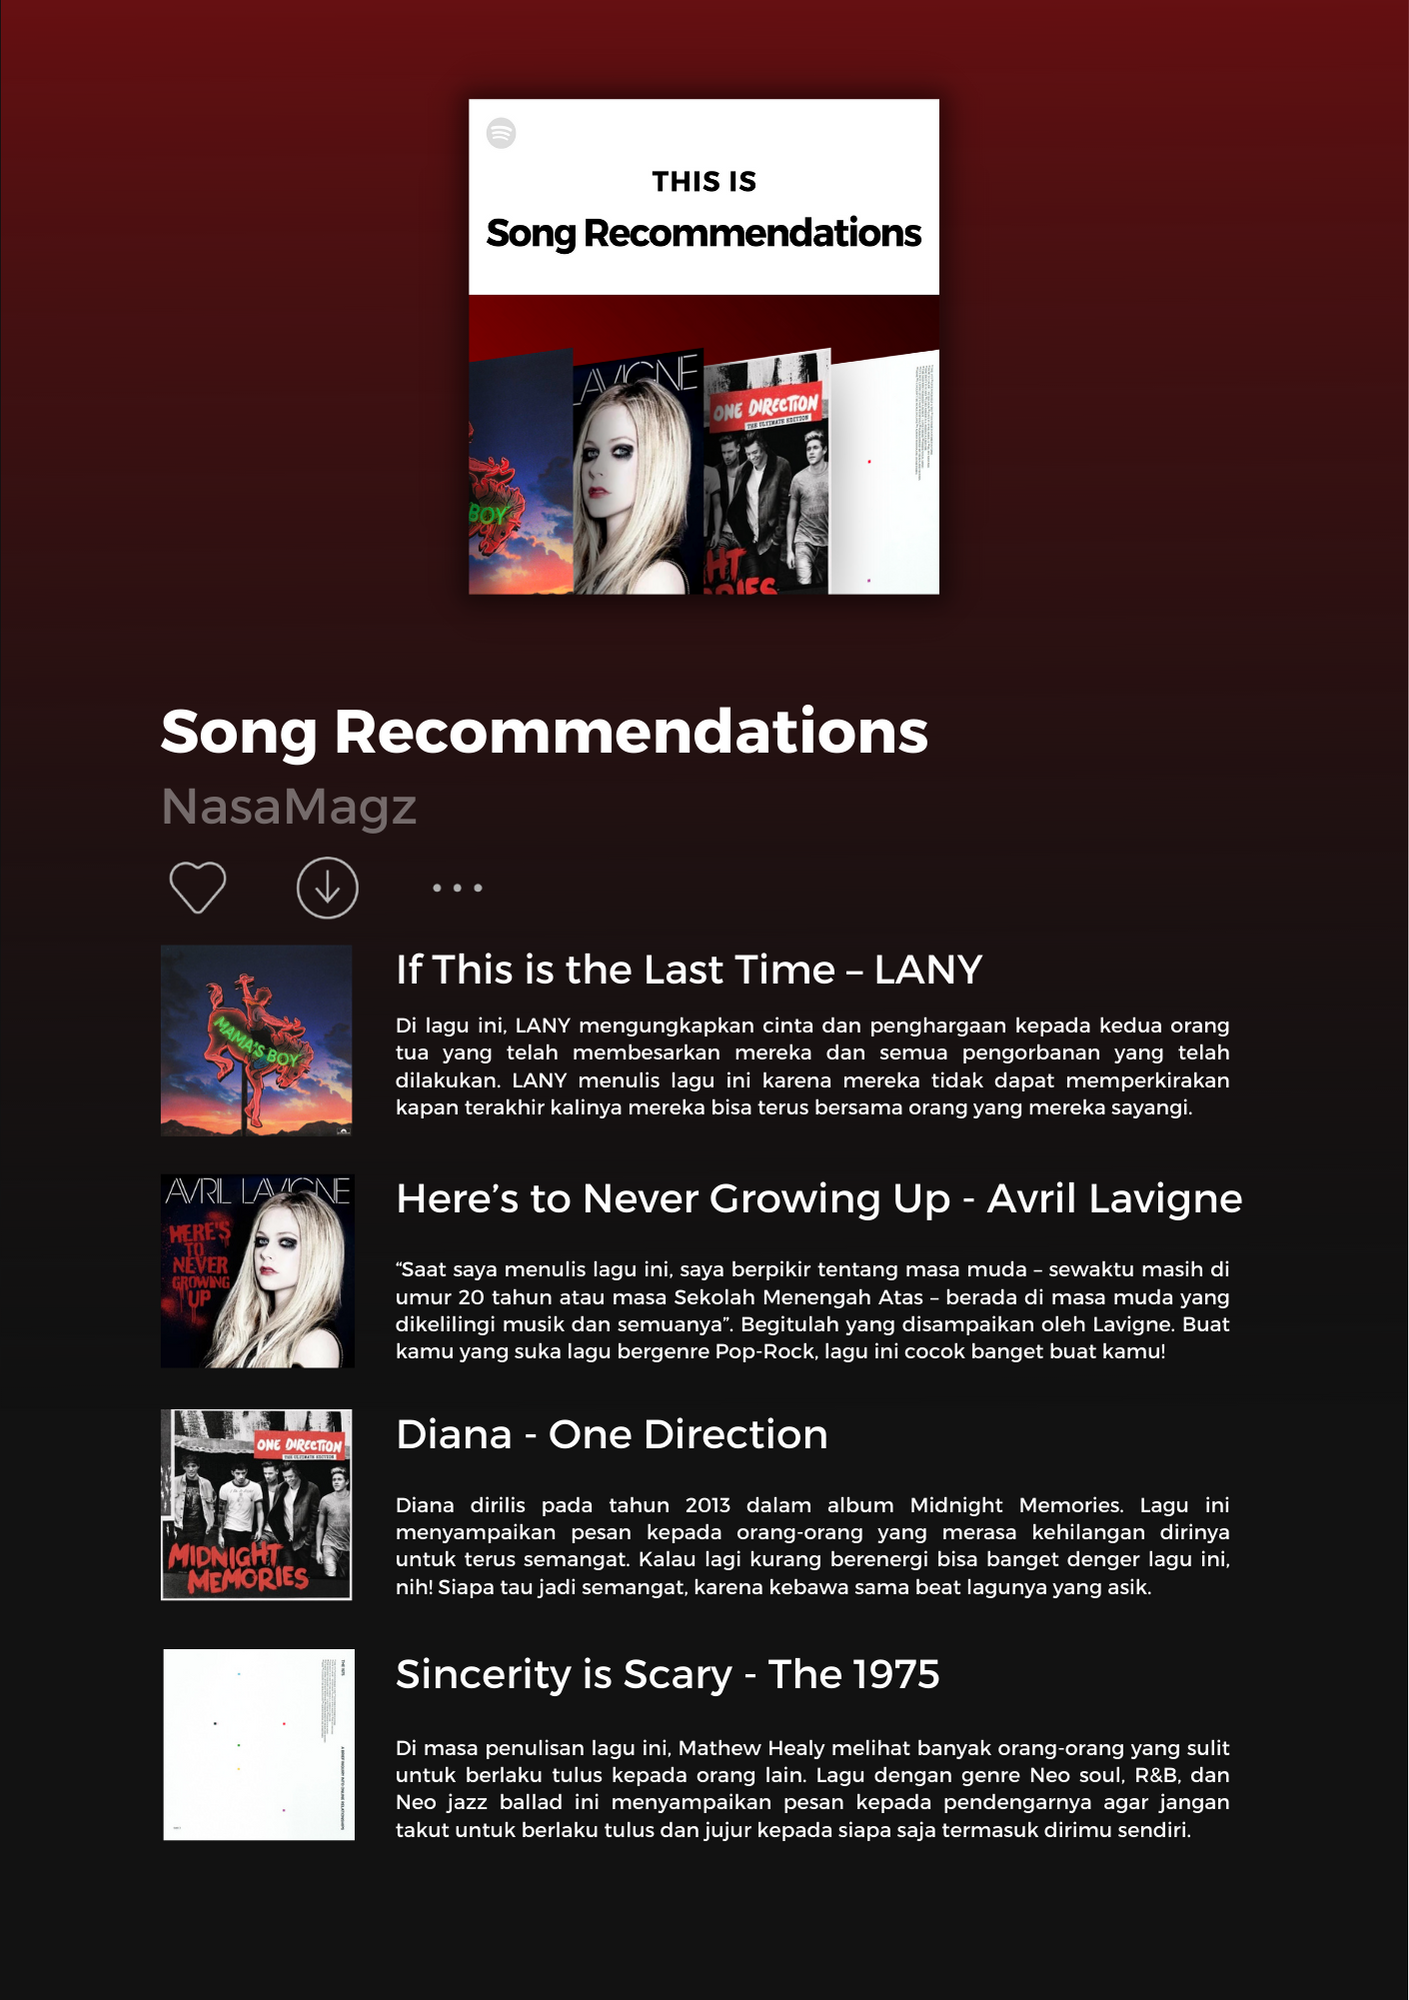 THIS IS
Song Recommendations
BOY
LAVIGNE
ONE DIRECTION
THE ULTIMATE EDITION
Song Recommendations
NasaMagz
If This is the Last Time – LANY
MAMA'S BOY
Di lagu ini, LANY mengungkapkan cinta dan penghargaan kepada kedua orang
tua yang telah membesarkan mereka dan semua pengorbanan yang telah
dilakukan. LANY menulis lagu ini karena mereka tidak dapat memperkirakan
kapan terakhir kalinya mereka bisa terus bersama orang yang mereka sayangi.
AVRIL LAVIGNE
HERE'S
TO
NEVER
GROWING
UP
Here’s to Never Growing Up - Avril Lavigne
“Saat saya menulis lagu ini, saya berpikir tentang masa muda – sewaktu masih di
umur 20 tahun atau masa Sekolah Menengah Atas – berada di masa muda yang
dikelilingi musik dan semuanya”. Begitulah yang disampaikan oleh Lavigne. Buat
kamu yang suka lagu bergenre Pop-Rock, lagu ini cocok banget buat kamu!
ONE DIRECTION
THE ULTIMATE EDITION
MIDNIGHT
MEMORIES
Diana - One Direction
Diana dirilis pada tahun 2013 dalam album Midnight Memories. Lagu ini
menyampaikan pesan kepada orang-orang yang merasa kehilangan dirinya
untuk terus semangat. Kalau lagi kurang berenergi bisa banget denger lagu ini,
nih! Siapa tau jadi semangat, karena kebawa sama beat lagunya yang asik.
Sincerity is Scary - The 1975
Di masa penulisan lagu ini, Mathew Healy melihat banyak orang-orang yang sulit
untuk berlaku tulus kepada orang lain. Lagu dengan genre Neo soul, R&B, dan
Neo jazz ballad ini menyampaikan pesan kepada pendengarnya agar jangan
takut untuk berlaku tulus dan jujur kepada siapa saja termasuk dirimu sendiri.